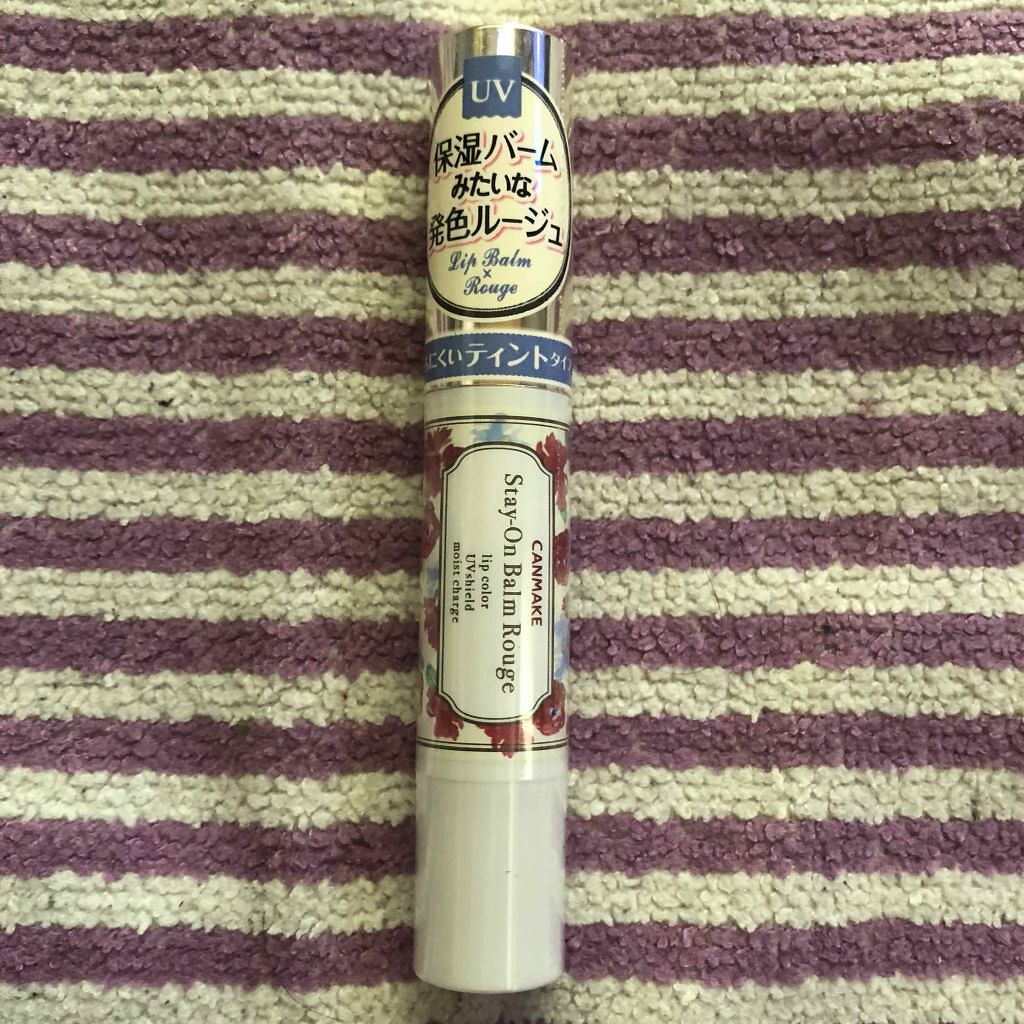 UV
保湿バーム
みたいな
発色ルージュ
Lip Balm
×
Rouge
にくいティントタイプ
CANMAKE
Stay-On Balm Rouge
lip color
UVshield
moist charge